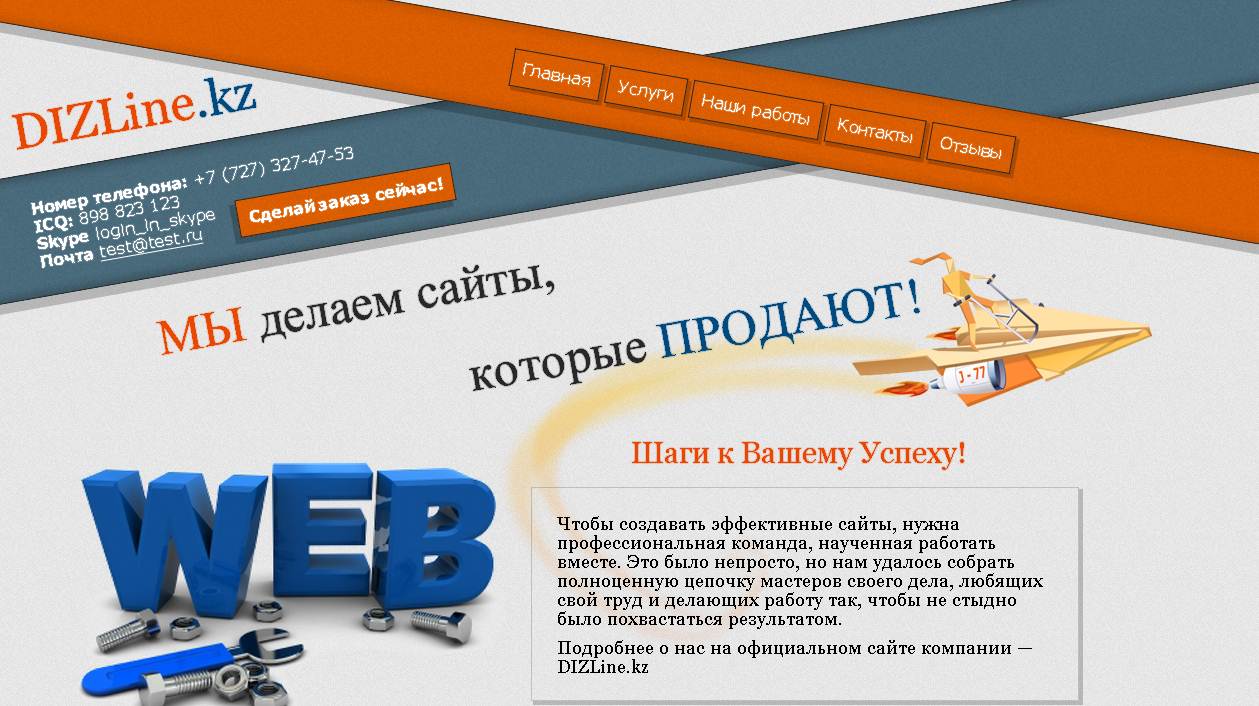 DIZLine.kz
Главная
Услуги
Наши работы
Контакты
Отзывы
Номер телефона: +7 (727) 327-47-53
ICQ: 898 823 123
Skype login_in_skype
Почта test@test.ru
Сделай заказ сейчас!
МЫ делаем сайты,
которые ПРОДАЮТ!
J-77
Шаги к Вашему Успеху!
WEB
Чтобы создавать эффективные сайты, нужна
профессиональная команда, наученная работать
вместе. Это было непросто, но нам удалось собрать
полноценную цепочку мастеров своего дела, любящих
свой труд и делающих работу так, чтобы не стыдно
было похвастаться результатом.
Подробнее о нас на официальном сайте компании —
DIZLine.kz